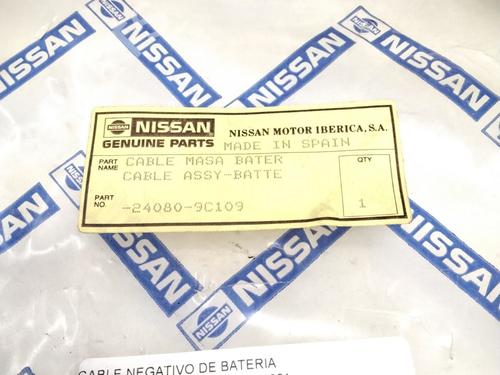 NISSAN
NISSAN
NISSAN
NISSAN
NISSAN
NISSAN
GENUINE PARTS
NISSAN MOTOR IBERICA, S.A.
MADE IN SPAIN
PART NAME
CABLE MASA BATER
CABLE ASSY-BATTE
QTY
PART NO.
-24080-9C109
1
NISSAN
NISSAN
NISSAN
CABLE NEGATIVO DE BATERIA